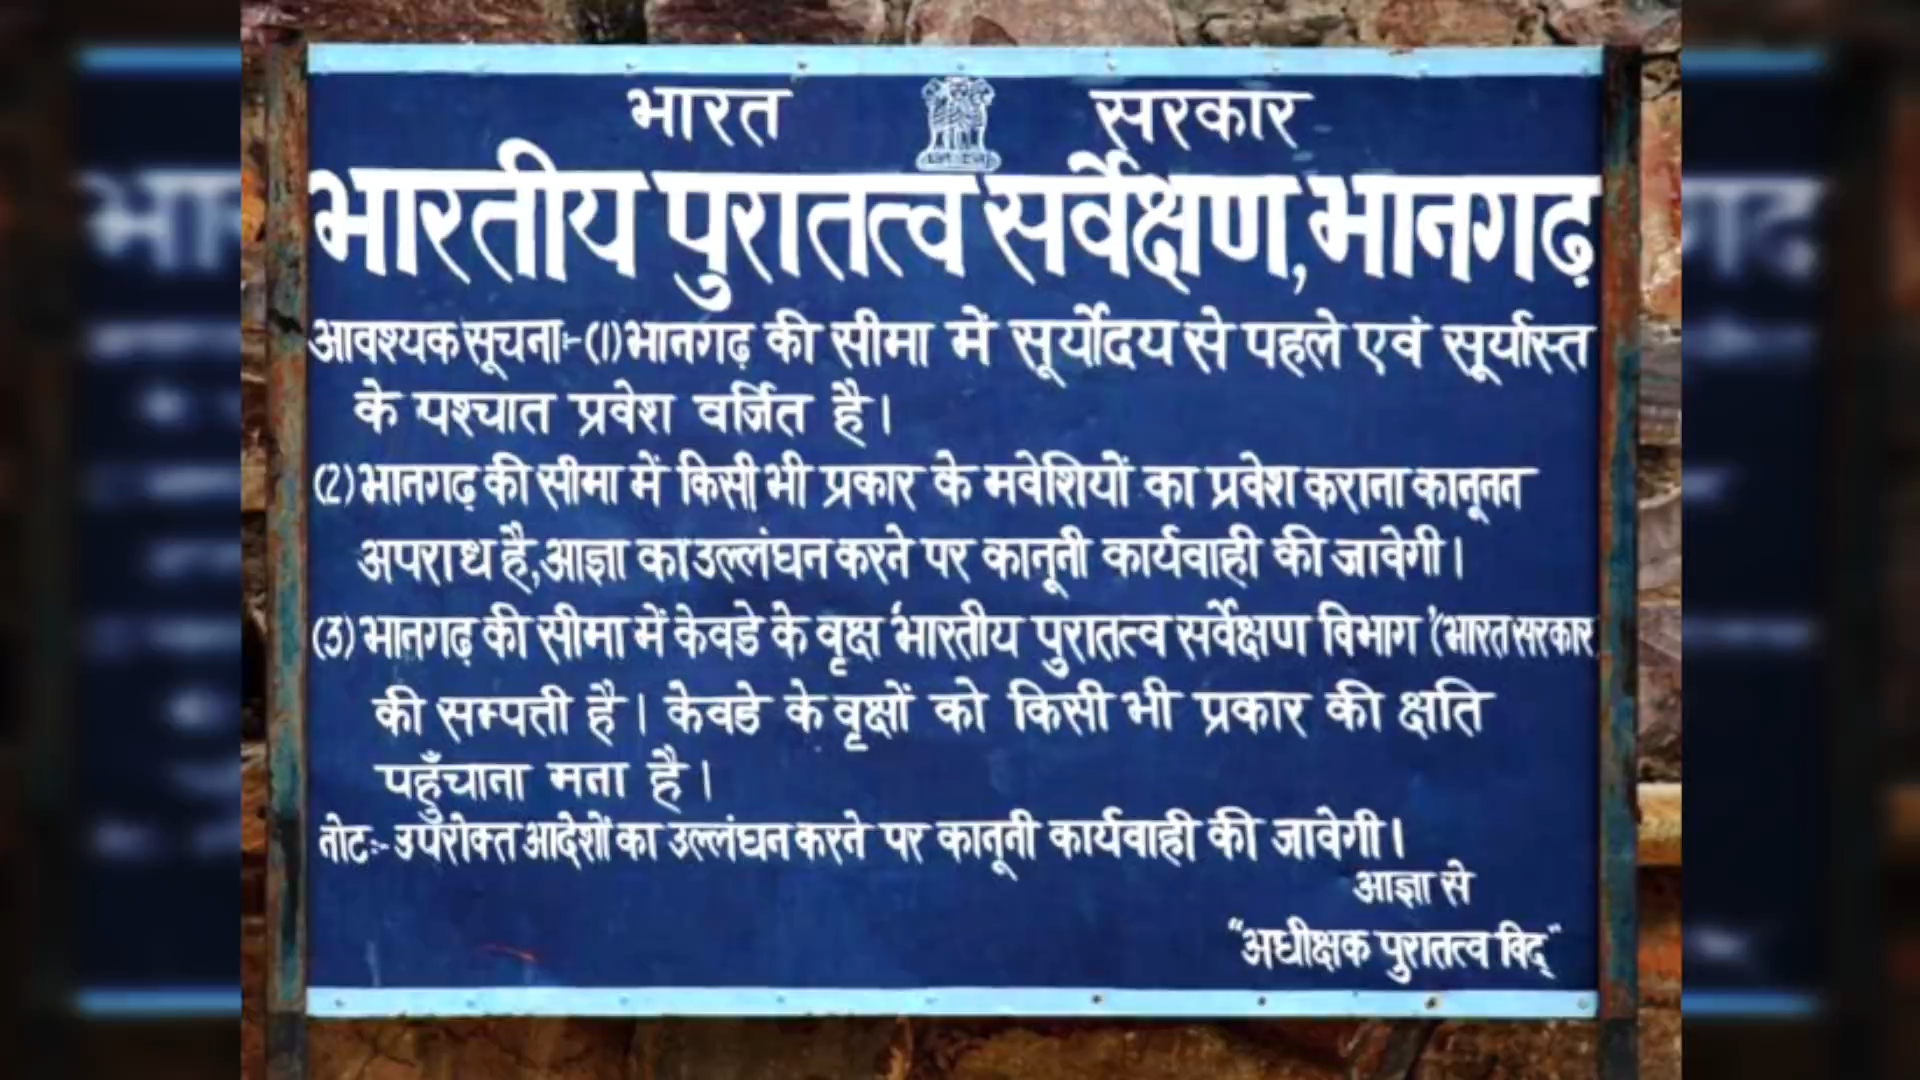 भारत सरकार
भारतीय पुरातत्व सर्वेक्षण, भानगढ़
आवश्यक सूचनाः-(1) भानगढ़ की सीमा में सूर्योदय से पहले एवं सूर्यास्त
के पश्चात प्रवेश वर्जित है।
(2) भानगढ़ की सीमा में किसी भी प्रकार के मवेशियों का प्रवेश कराना कानूनन
अपराध है, आज्ञा का उल्लंघन करने पर कानूनी कार्यवाही की जावेगी।
(3) भानगढ़ की सीमा में केवडे के वृक्ष 'भारतीय पुरातत्व सर्वेक्षण विभाग' (भारत सरकार)
की सम्पती है। केवडे के वृक्षों को किसी भी प्रकार की क्षति
पहुँचाना मना है।
नोटः- उपरोक्त आदेशों का उल्लंघन करने पर कानूनी कार्यवाही की जावेगी।
आज्ञा से
"अधीक्षक पुरातत्व विद्"